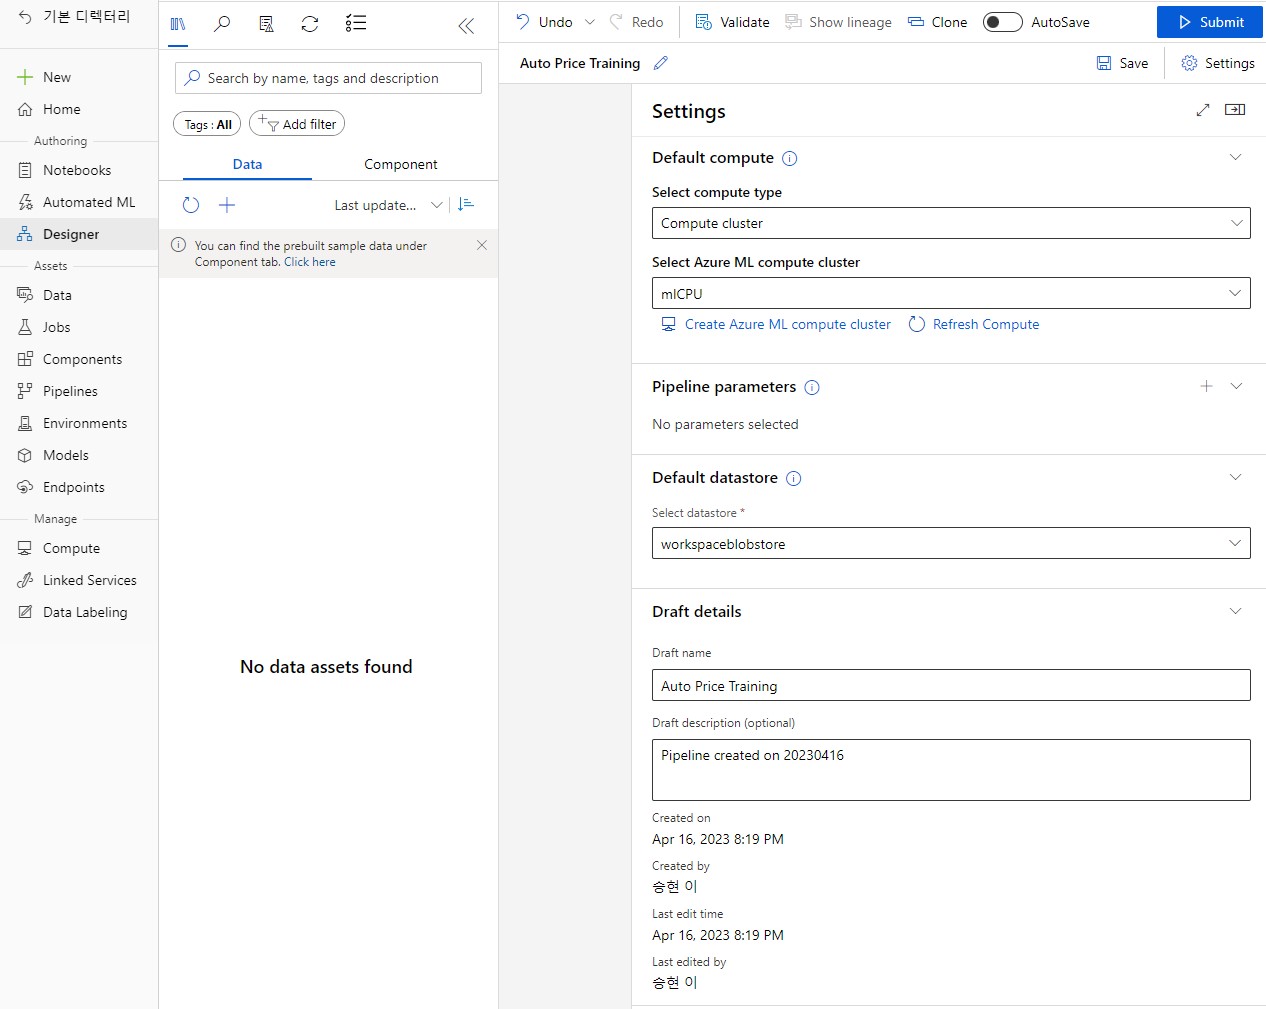 기본 디렉터리
New
Home
Authoring
Notebooks
Automated ML
Designer
Assets
Data
Jobs
Components
Pipelines
Environments
Models
Endpoints
Manage
Compute
Linked Services
Data Labeling
Search by name, tags and description
Tags : All
Add filter
Data Component
Last update...
You can find the prebuilt sample data under
Component tab. Click here
No data assets found
Undo Redo Validate Show lineage Clone AutoSave Submit
Auto Price Training Save Settings
Settings
Default compute
Select compute type
Compute cluster
Select Azure ML compute cluster
mlCPU
Create Azure ML compute cluster Refresh Compute
Pipeline parameters
No parameters selected
Default datastore
Select datastore *
workspaceblobstore
Draft details
Draft name
Auto Price Training
Draft description (optional)
Pipeline created on 20230416
Created on
Apr 16, 2023 8:19 PM
Created by
승현 이
Last edit time
Apr 16, 2023 8:19 PM
Last edited by
승현 이